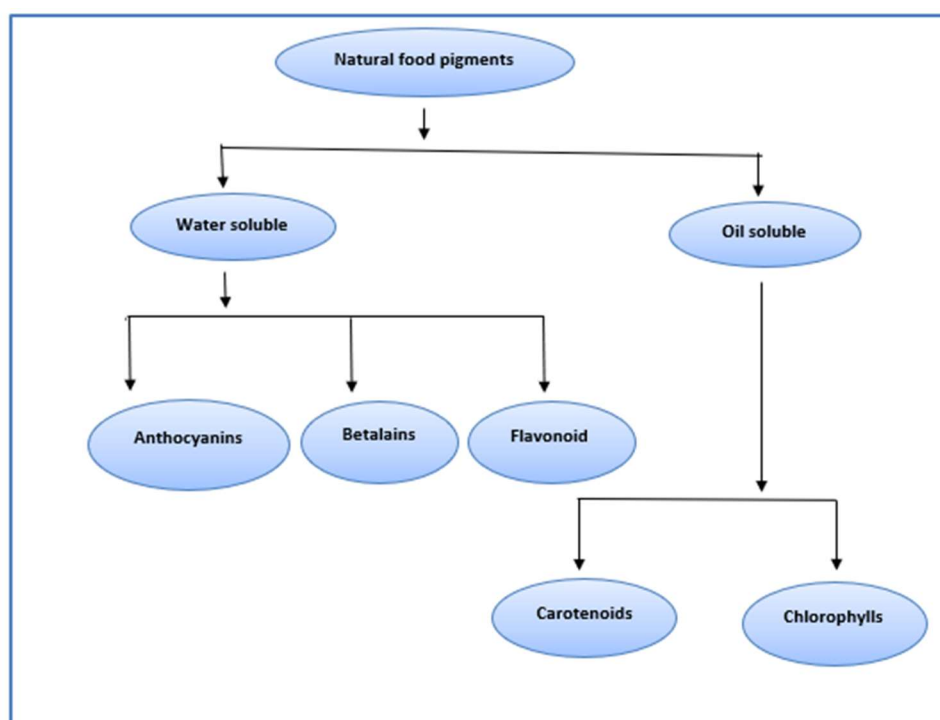 Natural food pigments
Water soluble
Oil soluble
Anthocyanins
Betalains
Flavonoid
Carotenoids
Chlorophylls